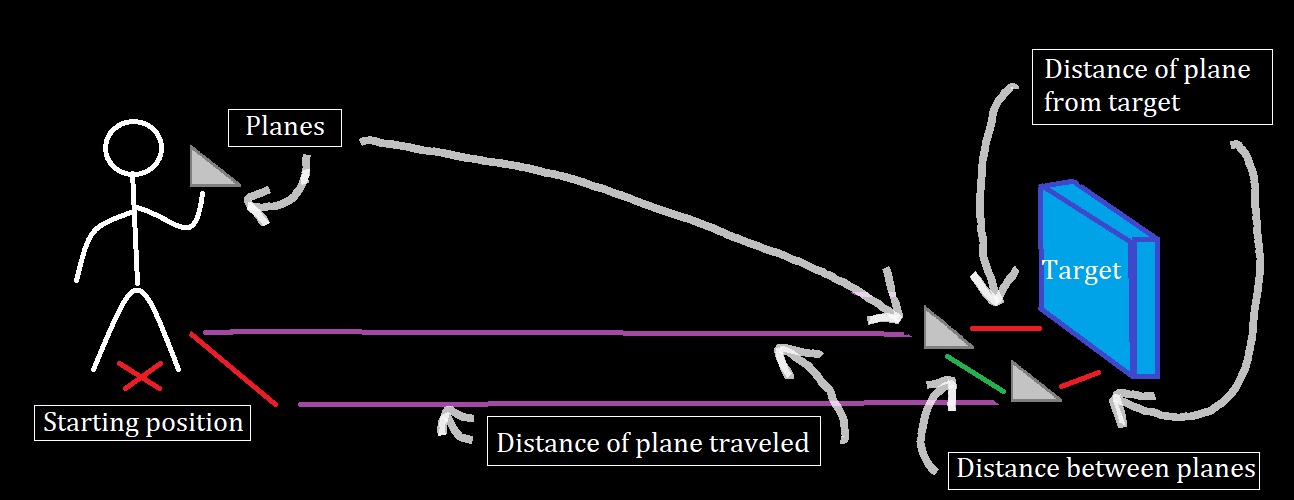 Planes
Distance of plane
from target
Target
Starting position
Distance of plane traveled
Distance between planes